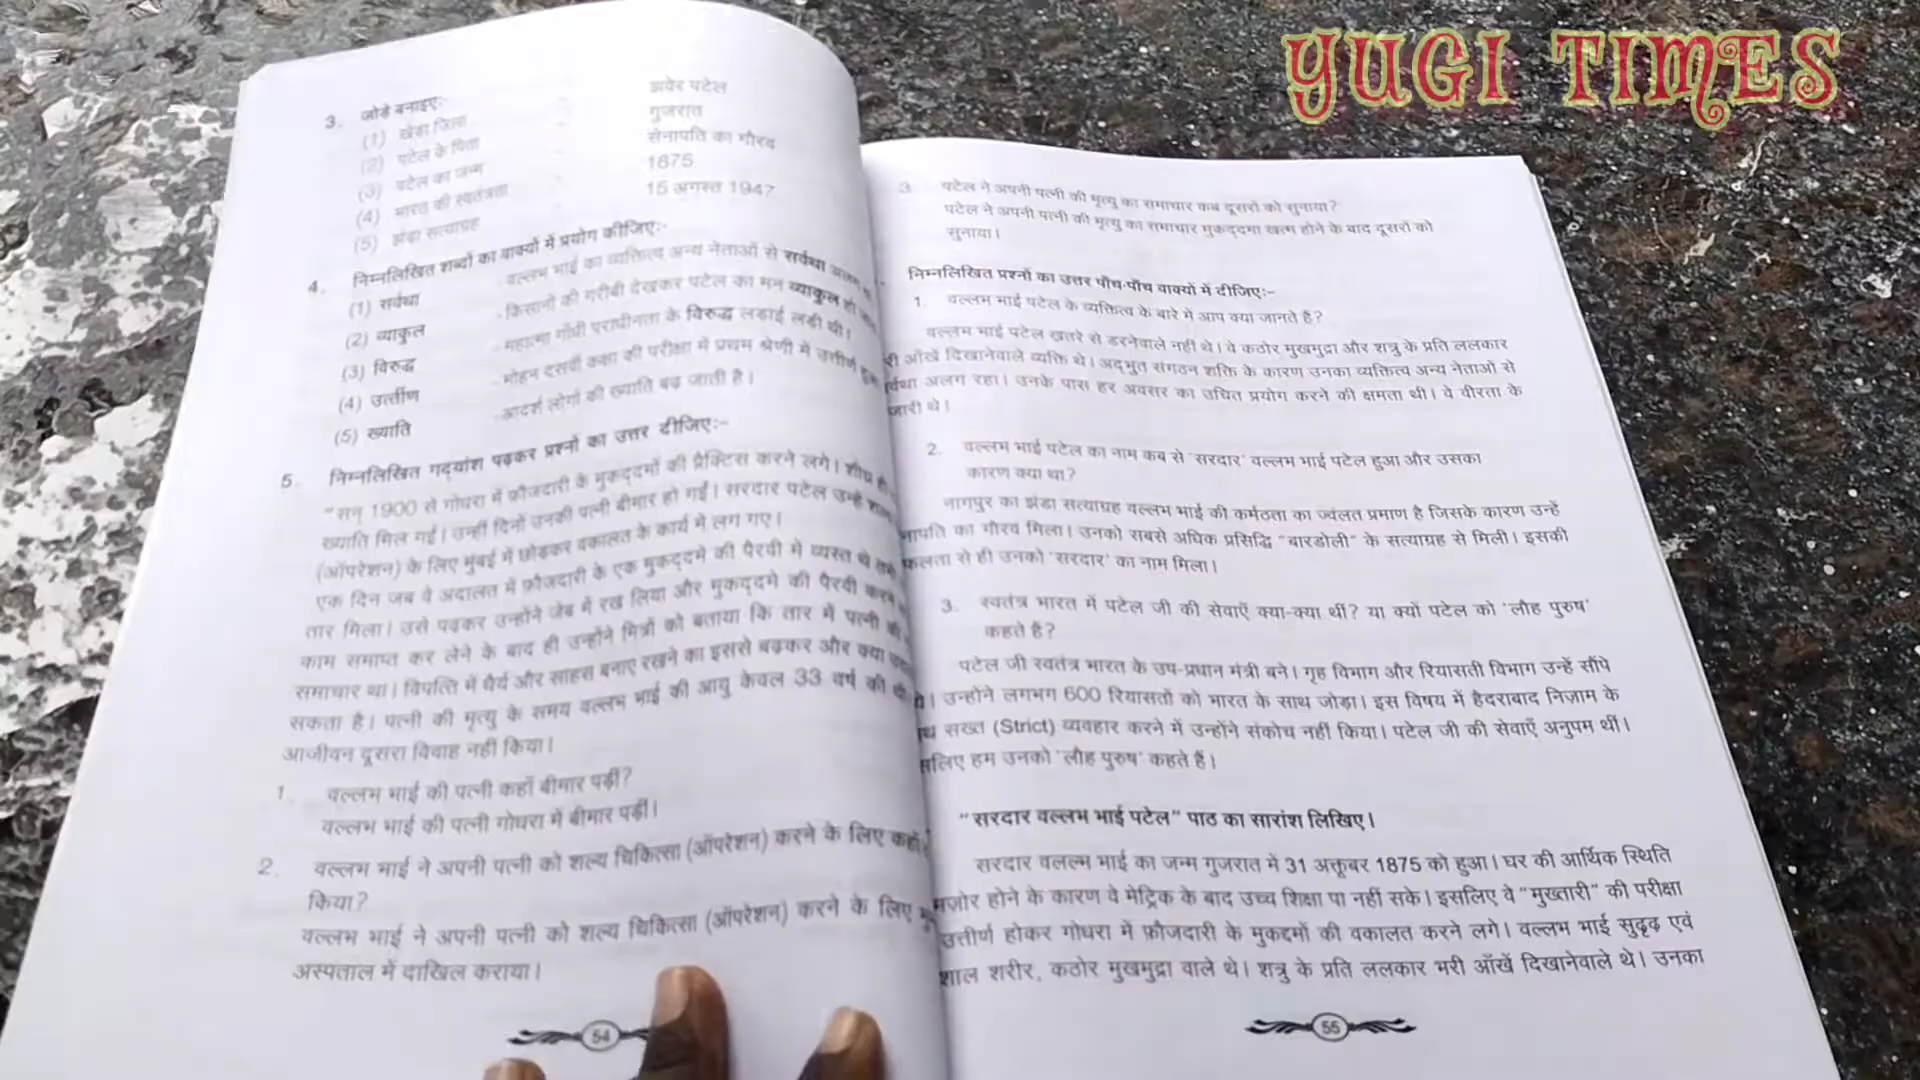 YUGI TIMES
3. जोड़े बनाइए:-
झवेर पटेल
(1) खेडा जिला
गुजरात
(2) पटेल के पिता
सेनापति का गौरव
(3) पटेल का जन्म
1875
(4) भारत की स्वतंत्रता
15 अगस्त 1947
(5) झंडा सत्याग्रह
4. निम्नलिखित शब्दों का वाक्यों में प्रयोग कीजिए:-
(1) सर्वथा - वल्लभ भाई का व्यक्तित्व अन्य नेताओं से सर्वथा अलग
(2) व्याकुल - किसानों की गरीबी देखकर पटेल का मन व्याकुल हो
(3) विरुद्ध - महात्मा गाँधी पराधीनता के विरुद्ध लड़ाई लड़ी थी।
(4) उत्तीर्ण - मोहन दसवीं कक्षा की परीक्षा में प्रथम श्रेणी में उत्तीर्ण
(5) ख्याति - आदर्श लोगों की ख्याति बढ़ जाती है।
5. निम्नलिखित गद्यांश पढ़कर प्रश्नों का उत्तर दीजिए:-
"सन् 1900 से गोधरा में फ़ौजदारी के मुकद्दमों की प्रैक्टिस करने लगे। शीघ्र ही
ख्याति मिल गई। उन्हीं दिनों उनकी पत्नी बीमार हो गईं। सरदार पटेल उन्हें
(ऑपरेशन) के लिए मुंबई में छोडकर वकालत के कार्य में लग गए।
एक दिन जब वे अदालत में फ़ौजदारी के एक मुकद्दमे की पैरवी में व्यस्त थे
तार मिला। उसे पढ़कर उन्होंने जेब में रख लिया और मुकद्दमे की पैरवी करने
काम समाप्त कर लेने के बाद ही उन्होंने मित्रों को बताया कि तार में पत्नी की
समाचार था। विपत्ति में धैर्य और साहस बनाए रखने का इससे बढ़कर और क्या
सकता है। पत्नी की मृत्यु के समय वल्लभ भाई की आयु केवल 33 वर्ष की थी
आजीवन दूसरा विवाह नहीं किया।
1. वल्लभ भाई की पत्नी कहाँ बीमार पड़ीं?
वल्लभ भाई की पत्नी गोधरा में बीमार पड़ीं।
2. वल्लभ भाई ने अपनी पत्नी को शल्य चिकित्सा (ऑपरेशन) करने के लिए कहाँ
किया?
वल्लभ भाई ने अपनी पत्नी को शल्य चिकित्सा (ऑपरेशन) करने के लिए
अस्पताल में दाखिल कराया।
54
3. पटेल ने अपनी पत्नी की मृत्यु का समाचार कब दूसरों को सुनाया?
पटेल ने अपनी पत्नी की मृत्यु का समाचार मुकद्दमा खत्म होने के बाद दूसरों को
सुनाया।
निम्नलिखित प्रश्नों का उत्तर पाँच-पाँच वाक्यों में दीजिए:-
1. वल्लभ भाई पटेल के व्यक्तित्व के बारे में आप क्या जानते है?
वल्लभ भाई पटेल खतरे से डरनेवाले नहीं थे। वे कठोर मुखमुद्रा और शत्रु के प्रति ललकार
री आँखें दिखानेवाले व्यक्ति थे। अद्भुत संगठन शक्ति के कारण उनका व्यक्तित्व अन्य नेताओं से
र्वथा अलग रहा। उनके पास हर अवसर का उचित प्रयोग करने की क्षमता थी। वे वीरता के
जारी थे।
2. वल्लभ भाई पटेल का नाम कब से 'सरदार' वल्लभ भाई पटेल हुआ और उसका
कारण क्या था?
नागपुर का झंडा सत्याग्रह वल्लभ भाई की कर्मठता का ज्वलंत प्रमाण है जिसके कारण उन्हें
नापति का गौरव मिला। उनको सबसे अधिक प्रसिद्धि "बारडोली" के सत्याग्रह से मिली। इसकी
फलता से ही उनको 'सरदार' का नाम मिला।
3. स्वतंत्र भारत में पटेल जी की सेवाएँ क्या-क्या थीं? या क्यों पटेल को 'लौह पुरुष'
कहते है?
पटेल जी स्वतंत्र भारत के उप-प्रधान मंत्री बने। गृह विभाग और रियासती विभाग उन्हें सौंपे
। उन्होंने लगभग 600 रियासतों को भारत के साथ जोडा। इस विषय में हैदराबाद निज़ाम के
थ सख्त (Strict) व्यवहार करने में उन्होंने संकोच नहीं किया। पटेल जी की सेवाएँ अनुपम थीं।
सलिए हम उनको 'लौह पुरुष' कहते हैं।
"सरदार वल्लभ भाई पटेल" पाठ का सारांश लिखिए।
सरदार वलल्म भाई का जन्म गुजरात में 31 अक्तूबर 1875 को हुआ। घर की आर्थिक स्थिति
मज़ोर होने के कारण वे मेट्रिक के बाद उच्च शिक्षा पा नहीं सके। इसलिए वे "मुख्तारी" की परीक्षा
उत्तीर्ण होकर गोधरा में फ़ौजदारी के मुकद्दमों की वकालत करने लगे। वल्लभ भाई सुदृढ़ एवं
शाल शरीर, कठोर मुखमुद्रा वाले थे। शत्रु के प्रति ललकार भरी आँखें दिखानेवाले थे। उनका
55